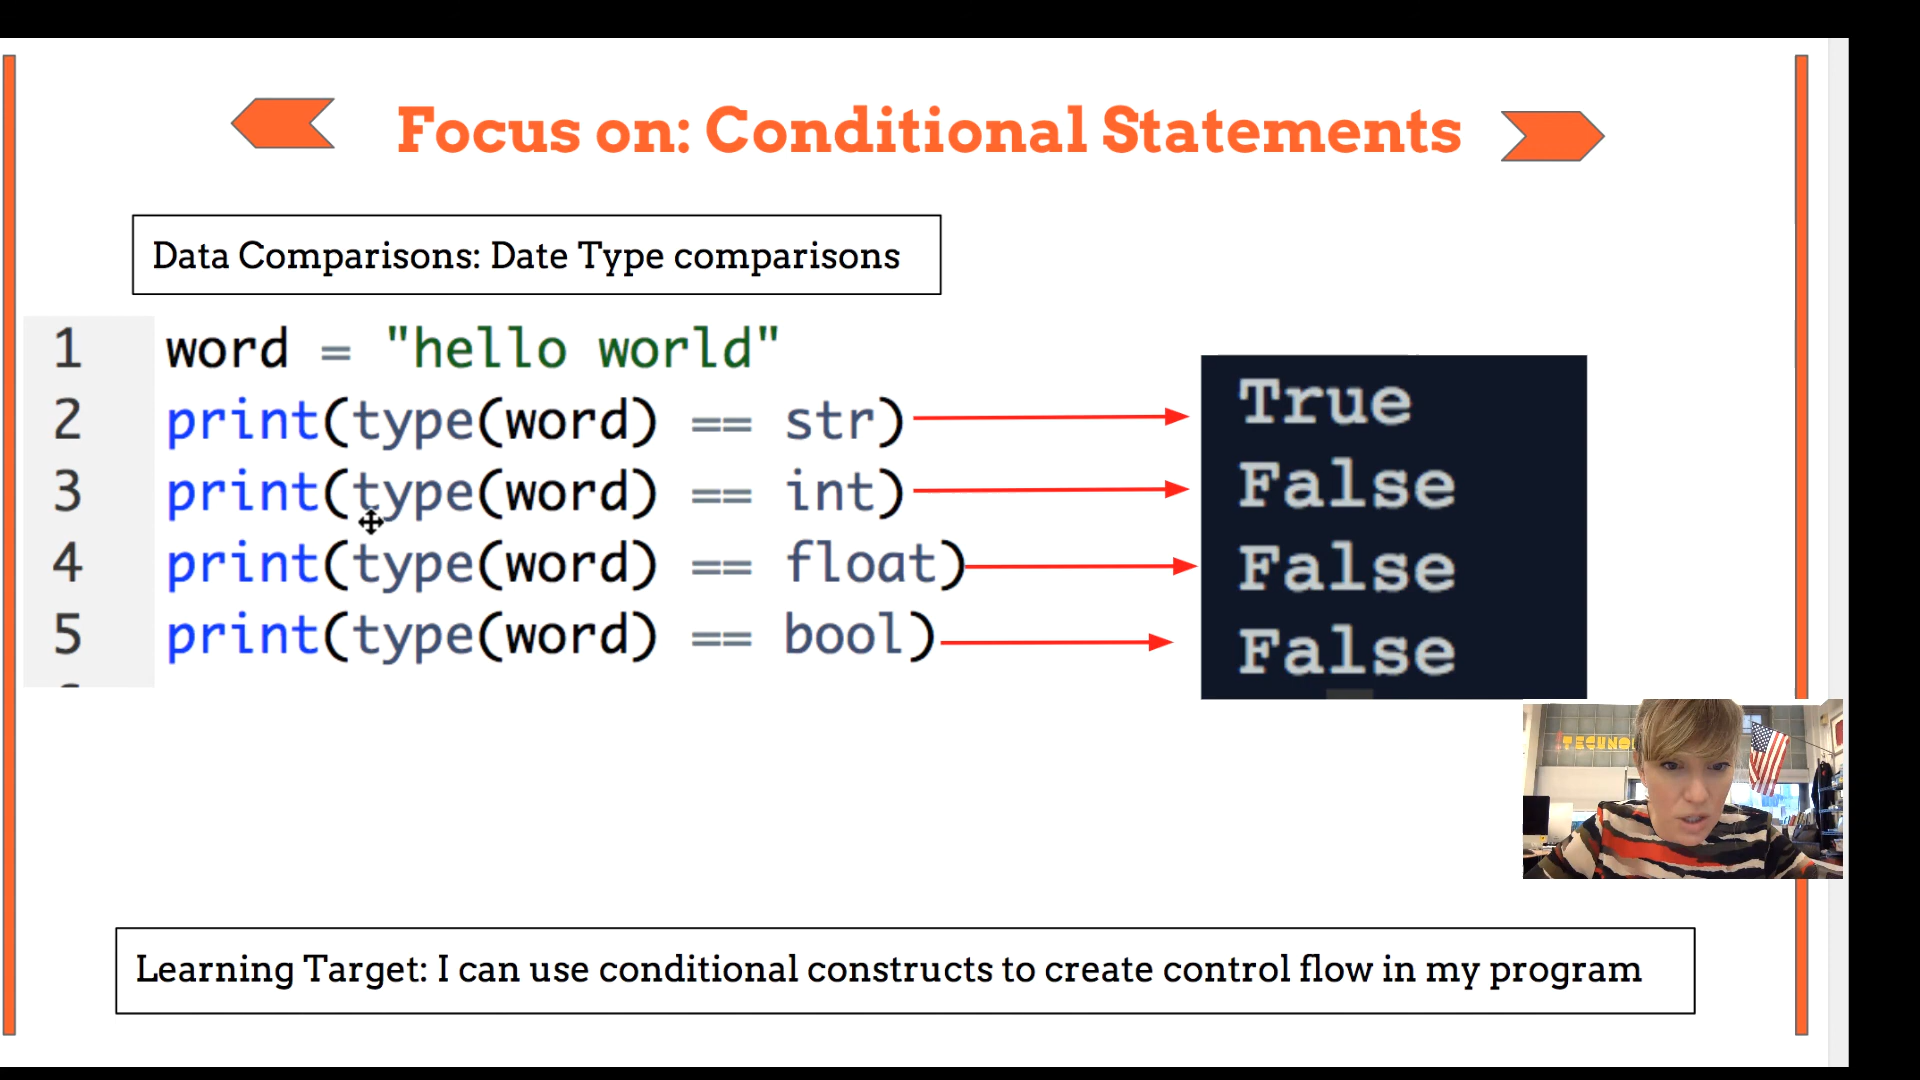 Focus on: Conditional Statements
Data Comparisons: Date Type comparisons
1 word = "hello world"
2 print(type(word) == str)
3 print(type(word) == int)
4 print(type(word) == float)
5 print(type(word) == bool)
True
False
False
False
Learning Target: I can use conditional constructs to create control flow in my program